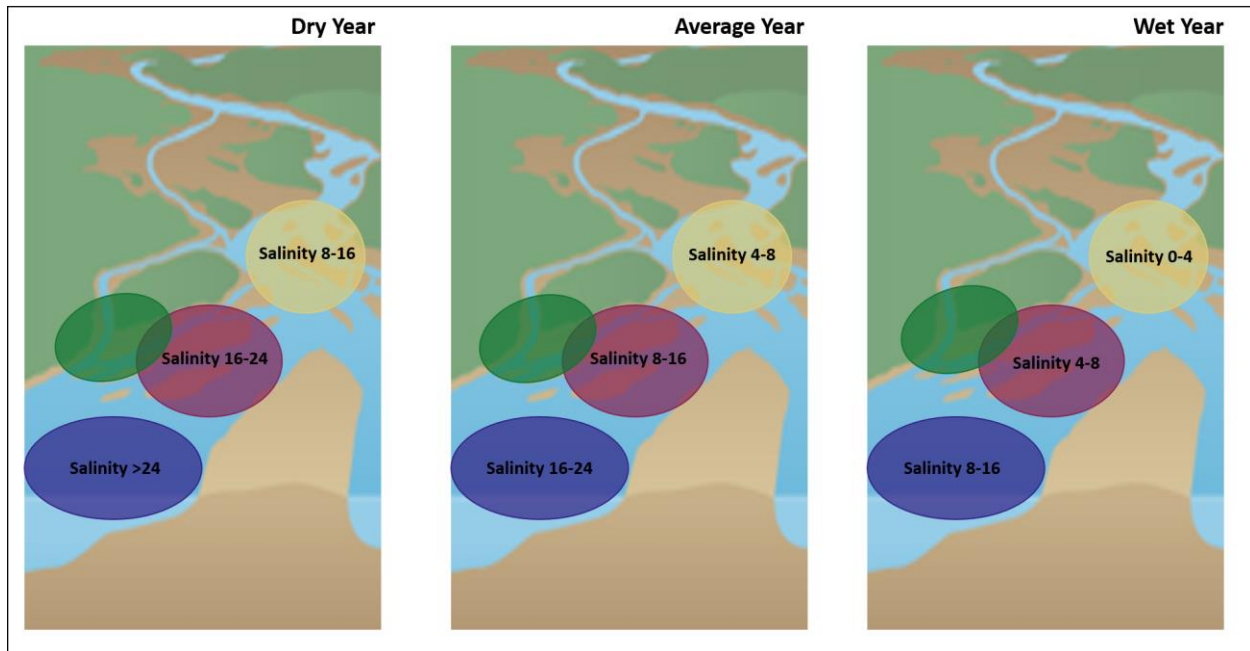 Dry Year
Salinity 8-16
Salinity 16-24
Salinity >24
Average Year
Salinity 4-8
Salinity 8-16
Salinity 16-24
Wet Year
Salinity 0-4
Salinity 4-8
Salinity 8-16